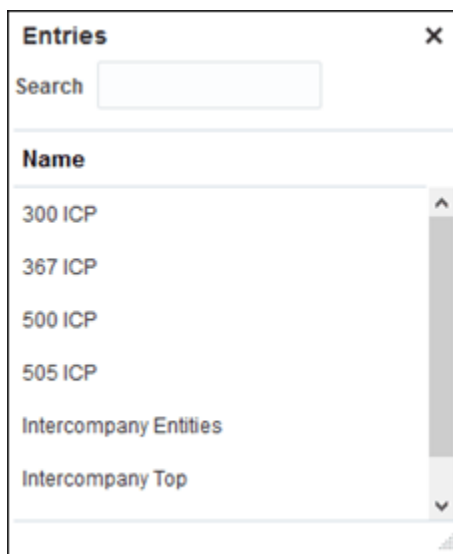 Entries
Search
Name
300 ICP
367 ICP
500 ICP
505 ICP
Intercompany Entities
Intercompany Top